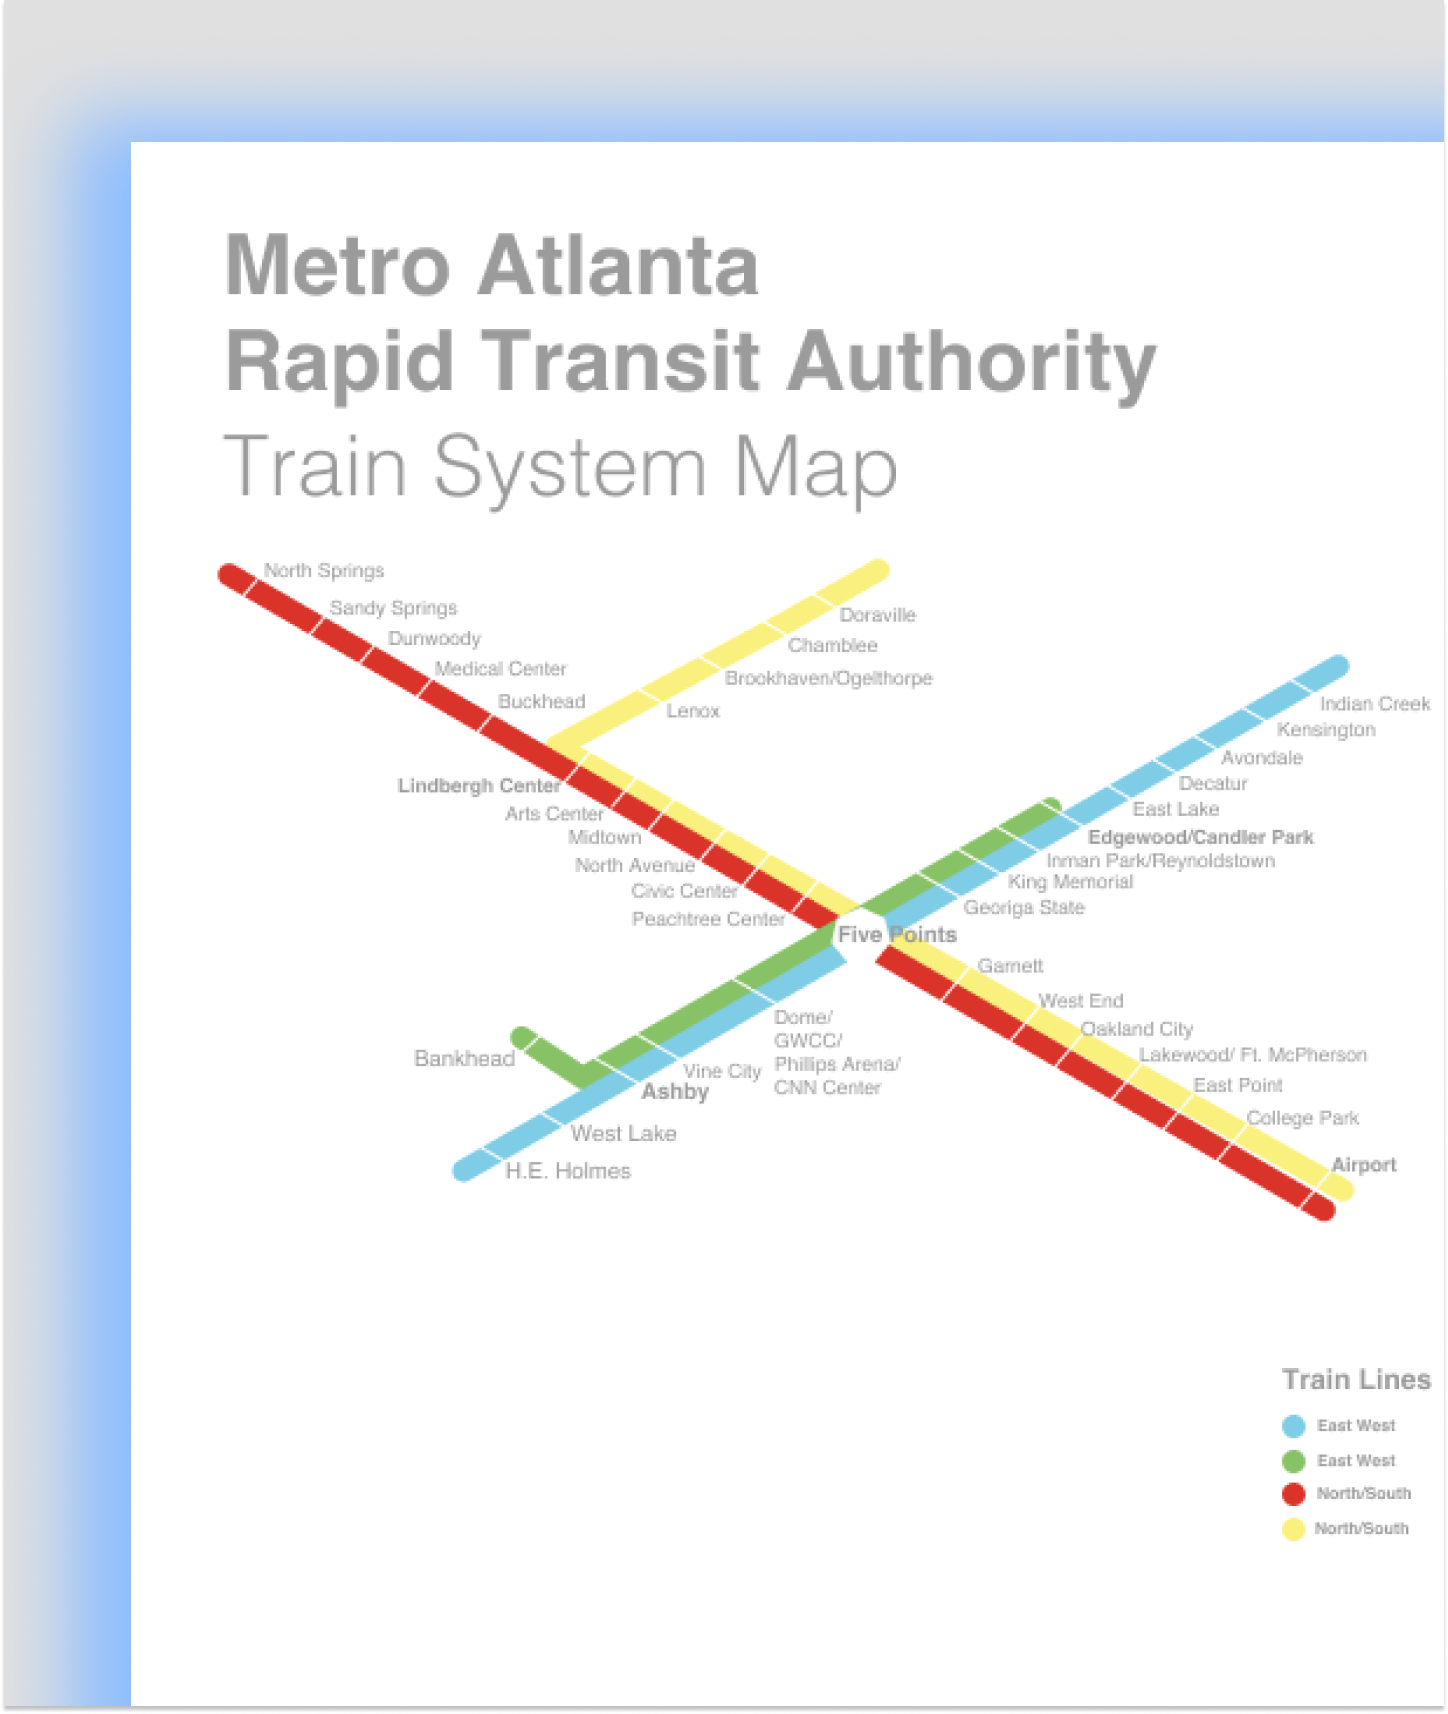 Metro Atlanta
Rapid Transit Authority
Train System Map
North Springs
Sandy Springs
Dunwoody
Medical Center
Buckhead
Doraville
Chamblee
Brookhaven/Ogelthorpe
Lenox
Indian Creek
Kensington
Avondale
Decatur
East Lake
Edgewood/Candler Park
Inman Park/Reynoldstown
King Memorial
Georiga State
Lindbergh Center
Arts Center
Midtown
North Avenue
Civic Center
Peachtree Center
Five Points
Garnett
West End
Oakland City
Lakewood/ Ft. McPherson
East Point
College Park
Airport
Dome/
GWCC/
Phillips Arena/
CNN Center
Vine City
Ashby
Bankhead
West Lake
H.E. Holmes
Train Lines
East West
East West
North/South
North/South